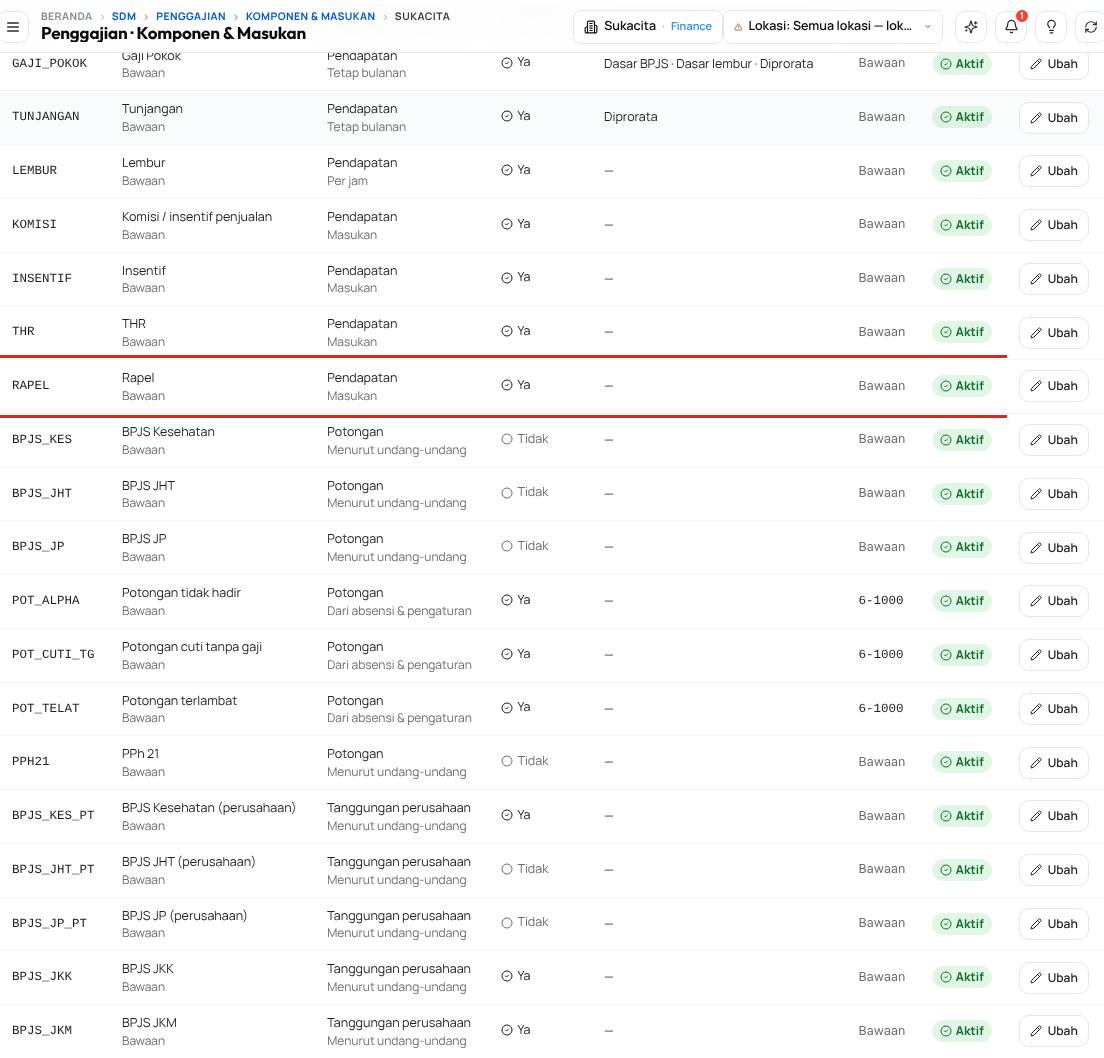 BERANDA > SDM > PENGGAJIAN > KOMPONEN & MASUKAN > SUKACITA
Penggajian · Komponen & Masukan
Sukacita · Finance
Lokasi: Semua lokasi — lok...
1
GAJI_POKOK Gaji Pokok Pendapatan Ya Dasar BPJS · Dasar lembur · Diprorata Bawaan Aktif Ubah
Bawaan Tetap bulanan
TUNJANGAN Tunjangan Pendapatan Ya Diprorata Bawaan Aktif Ubah
Bawaan Tetap bulanan
LEMBUR Lembur Pendapatan Ya — Bawaan Aktif Ubah
Bawaan Per jam
KOMISI Komisi / insentif penjualan Pendapatan Ya — Bawaan Aktif Ubah
Bawaan Masukan
INSENTIF Insentif Pendapatan Ya — Bawaan Aktif Ubah
Bawaan Masukan
THR THR Pendapatan Ya — Bawaan Aktif Ubah
Bawaan Masukan
RAPEL Rapel Pendapatan Ya — Bawaan Aktif Ubah
Bawaan Masukan
BPJS_KES BPJS Kesehatan Potongan Tidak — Bawaan Aktif Ubah
Bawaan Menurut undang-undang
BPJS_JHT BPJS JHT Potongan Tidak — Bawaan Aktif Ubah
Bawaan Menurut undang-undang
BPJS_JP BPJS JP Potongan Tidak — Bawaan Aktif Ubah
Bawaan Menurut undang-undang
POT_ALPHA Potongan tidak hadir Potongan Ya — 6-1000 Aktif Ubah
Bawaan Dari absensi & pengaturan
POT_CUTI_TG Potongan cuti tanpa gaji Potongan Ya — 6-1000 Aktif Ubah
Bawaan Dari absensi & pengaturan
POT_TELAT Potongan terlambat Potongan Ya — 6-1000 Aktif Ubah
Bawaan Dari absensi & pengaturan
PPH21 PPh 21 Potongan Tidak — Bawaan Aktif Ubah
Bawaan Menurut undang-undang
BPJS_KES_PT BPJS Kesehatan (perusahaan) Tanggungan perusahaan Ya — Bawaan Aktif Ubah
Bawaan Menurut undang-undang
BPJS_JHT_PT BPJS JHT (perusahaan) Tanggungan perusahaan Tidak — Bawaan Aktif Ubah
Bawaan Menurut undang-undang
BPJS_JP_PT BPJS JP (perusahaan) Tanggungan perusahaan Tidak — Bawaan Aktif Ubah
Bawaan Menurut undang-undang
BPJS_JKK BPJS JKK Tanggungan perusahaan Ya — Bawaan Aktif Ubah
Bawaan Menurut undang-undang
BPJS_JKM BPJS JKM Tanggungan perusahaan Ya — Bawaan Aktif Ubah
Bawaan Menurut undang-undang